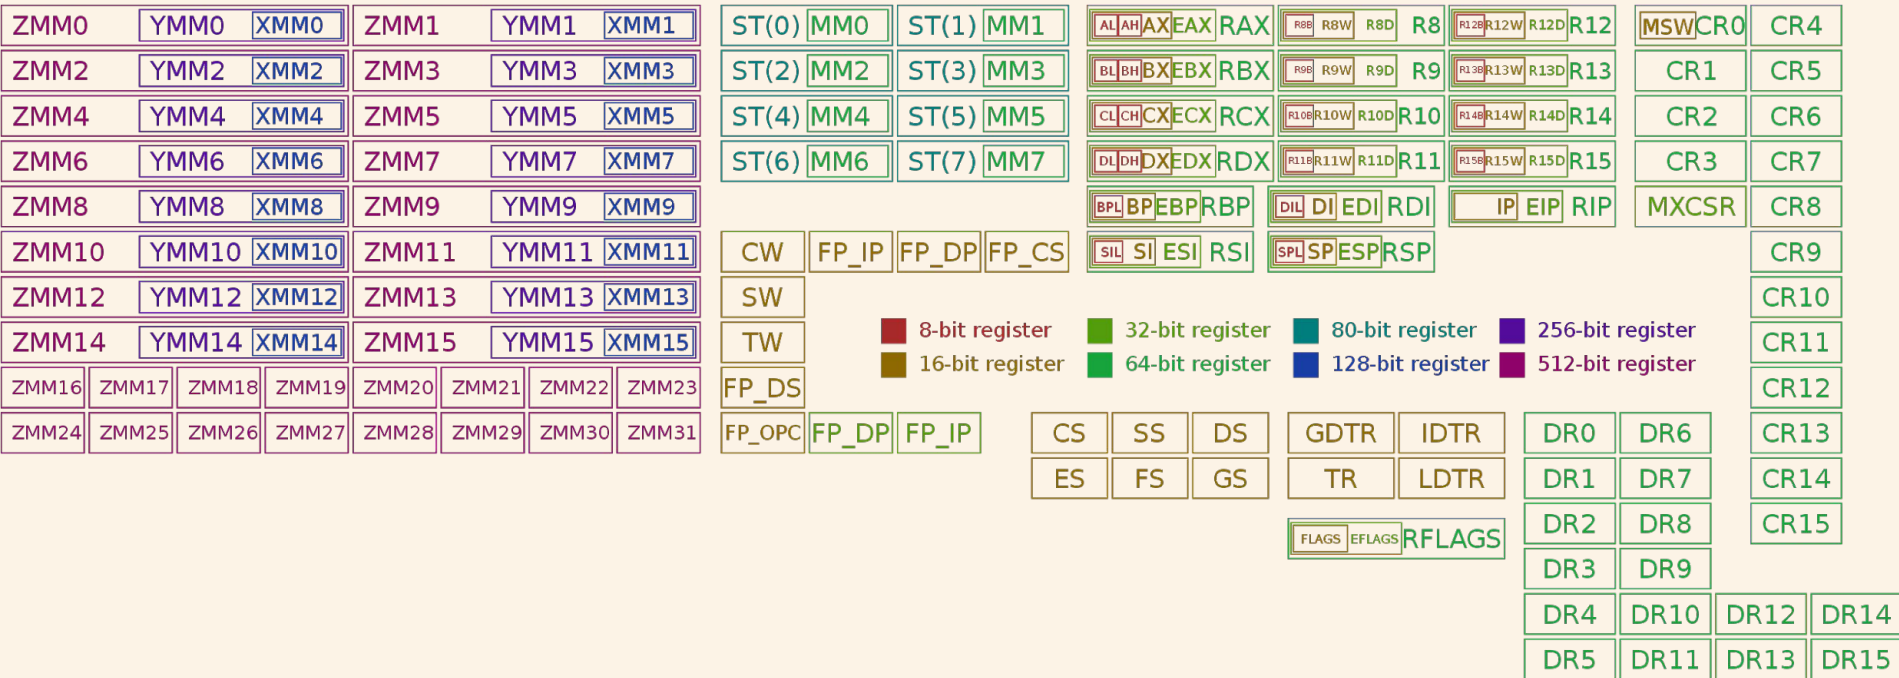 ZMM0 YMM0 XMM0 ZMM1 YMM1 XMM1 ST(0) MM0 ST(1) MM1 AL AH AX EAX RAX R8B R8W R8D R8 R12B R12W R12D R12 MSW CR0 CR4
ZMM2 YMM2 XMM2 ZMM3 YMM3 XMM3 ST(2) MM2 ST(3) MM3 BL BH BX EBX RBX R9B R9W R9D R9 R13B R13W R13D R13 CR1 CR5
ZMM4 YMM4 XMM4 ZMM5 YMM5 XMM5 ST(4) MM4 ST(5) MM5 CL CH CX ECX RCX R10B R10W R10D R10 R14B R14W R14D R14 CR2 CR6
ZMM6 YMM6 XMM6 ZMM7 YMM7 XMM7 ST(6) MM6 ST(7) MM7 DL DH DX EDX RDX R11B R11W R11D R11 R15B R15W R15D R15 CR3 CR7
ZMM8 YMM8 XMM8 ZMM9 YMM9 XMM9 BPL BP EBP RBP DIL DI EDI RDI IP EIP RIP MXCSR CR8
ZMM10 YMM10 XMM10 ZMM11 YMM11 XMM11 CW FP_IP FP_DP FP_CS SIL SI ESI RSI SPL SP ESP RSP CR9
ZMM12 YMM12 XMM12 ZMM13 YMM13 XMM13 SW CR10
8-bit register 32-bit register 80-bit register 256-bit register
ZMM14 YMM14 XMM14 ZMM15 YMM15 XMM15 TW CR11
16-bit register 64-bit register 128-bit register 512-bit register
ZMM16 ZMM17 ZMM18 ZMM19 ZMM20 ZMM21 ZMM22 ZMM23 FP_DS CR12
ZMM24 ZMM25 ZMM26 ZMM27 ZMM28 ZMM29 ZMM30 ZMM31 FP_OPC FP_DP FP_IP CS SS DS GDTR IDTR DR0 DR6 CR13
ES FS GS TR LDTR DR1 DR7 CR14
DR2 DR8 CR15
FLAGS EFLAGS RFLAGS
DR3 DR9
DR4 DR10 DR12 DR14
DR5 DR11 DR13 DR15